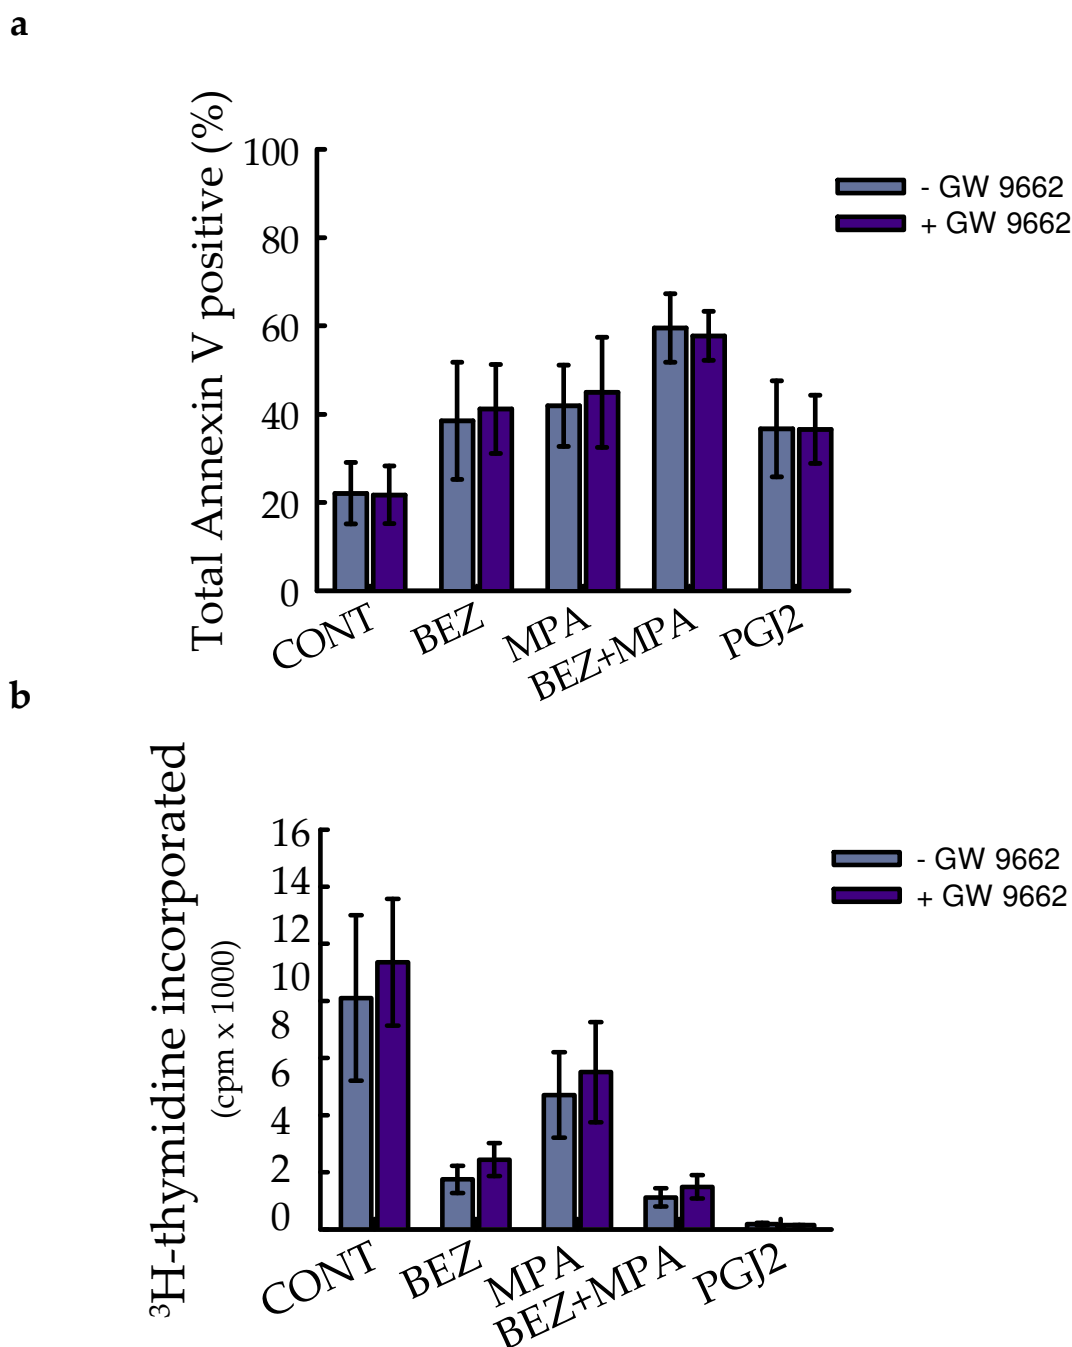 a
Total Annexin V positive (%)
100
80
60
40
20
0
- GW 9662
+ GW 9662
CONT
BEZ
MPA
BEZ+MPA
PGJ2
b
³H-thymidine incorporated
(cpm x 1000)
16
14
12
10
8
6
4
2
0
- GW 9662
+ GW 9662
CONT
BEZ
MPA
BEZ+MPA
PGJ2